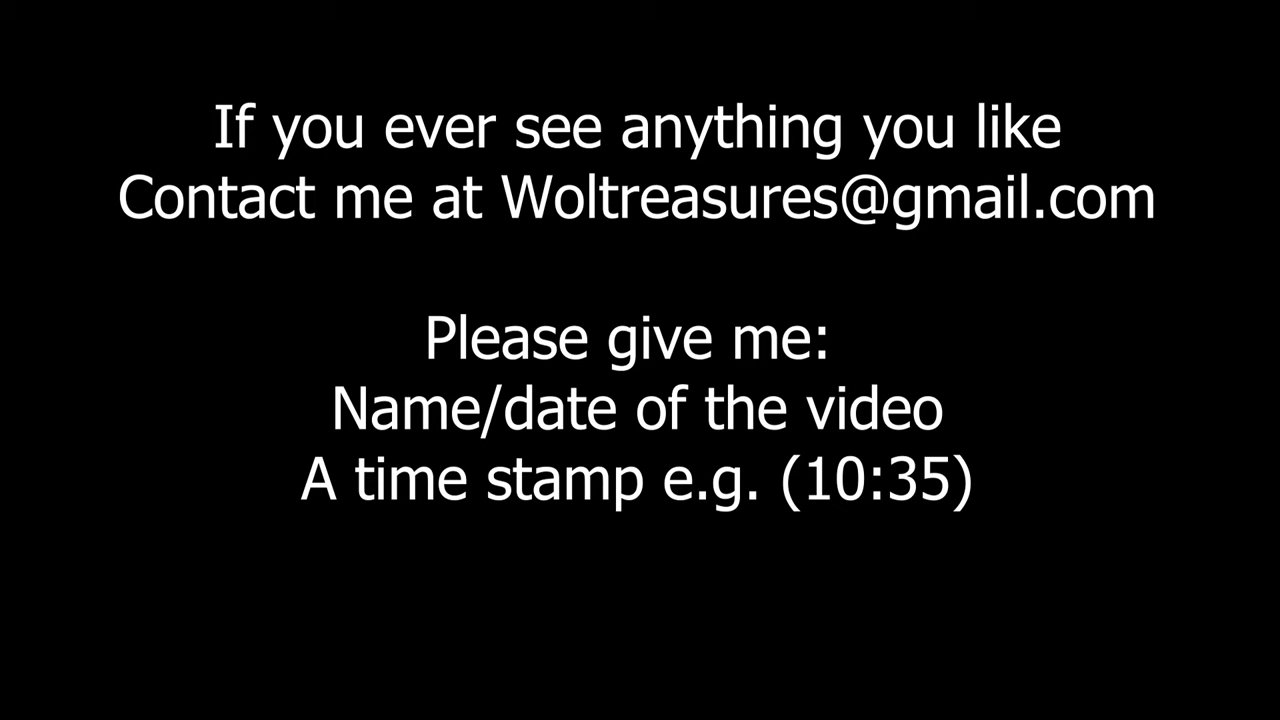 If you ever see anything you like
Contact me at Woltreasures@gmail.com
Please give me:
Name/date of the video
A time stamp e.g. (10:35)